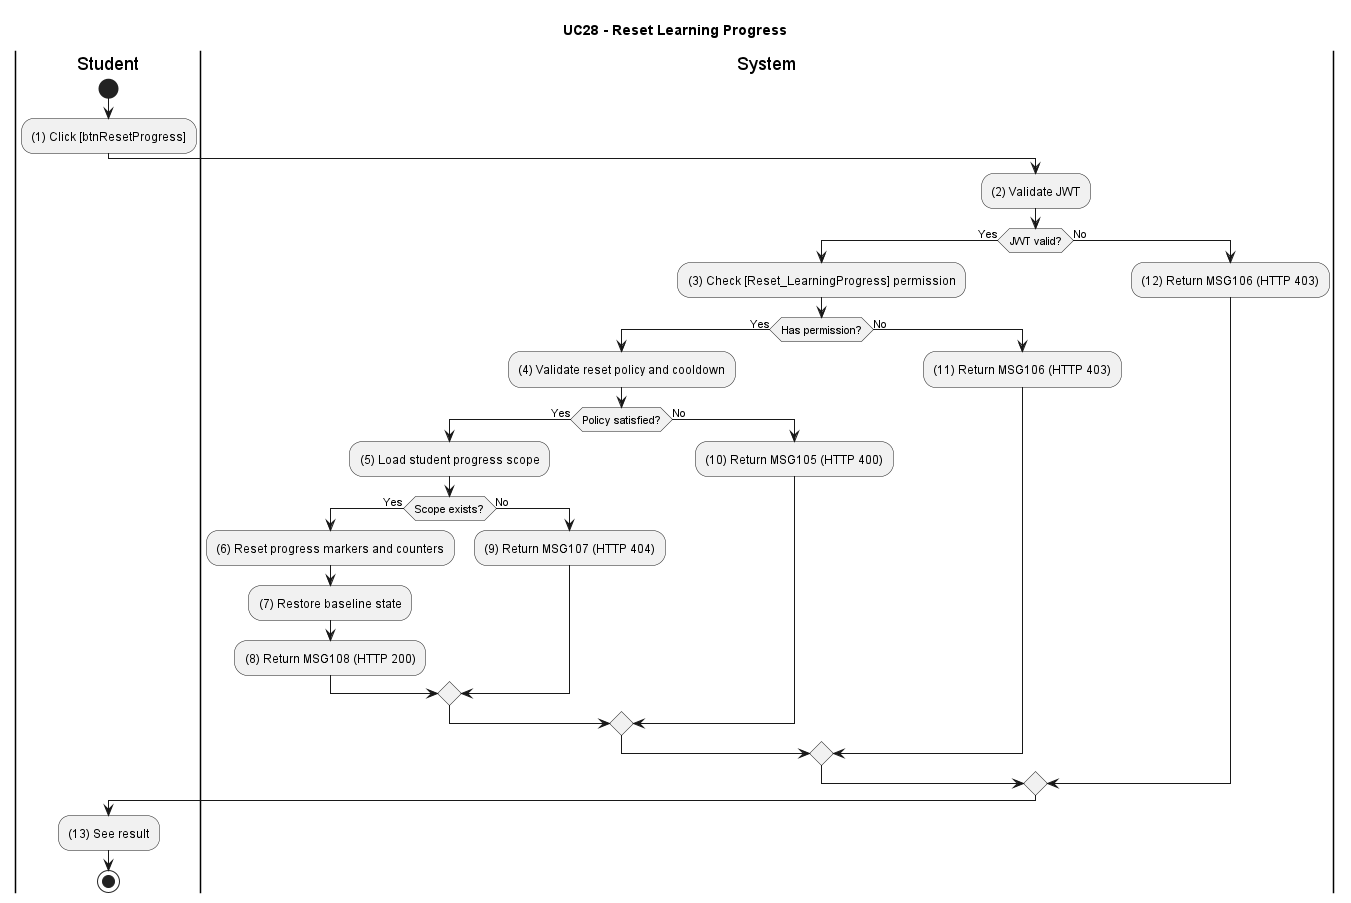 UC28 - Reset Learning Progress
Student
System
(1) Click [btnResetProgress]
(2) Validate JWT
Yes
JWT valid?
No
(3) Check [Reset_LearningProgress] permission
(12) Return MSG106 (HTTP 403)
Yes
Has permission?
No
(4) Validate reset policy and cooldown
(11) Return MSG106 (HTTP 403)
Yes
Policy satisfied?
No
(5) Load student progress scope
(10) Return MSG105 (HTTP 400)
Yes
Scope exists?
No
(6) Reset progress markers and counters
(9) Return MSG107 (HTTP 404)
(7) Restore baseline state
(8) Return MSG108 (HTTP 200)
(13) See result